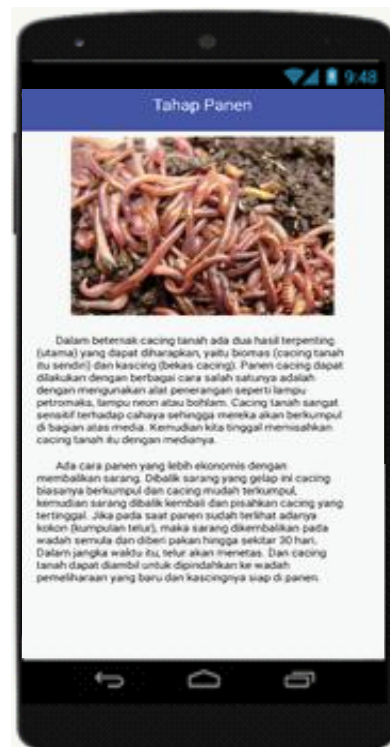 9:48
Tahap Panen
Dalam beternak cacing tanah ada dua hasil terpenting
(utama) yang dapat diharapkan, yaitu biomas (cacing tanah
itu sendiri) dan kascing (bekas cacing). Panen cacing dapat
dilakukan dengan berbagai cara salah satunya adalah
dengan mengunakan alat penerangan seperti lampu
petromaks, lampu neon atau bohlam. Cacing tanah sangat
sensitif terhadap cahaya sehingga mereka akan berkumpul
di bagian atas media. Kemudian kita tinggal memisahkan
cacing tanah itu dengan medianya.
Ada cara panen yang lebih ekonomis dengan
membalikan sarang. Dibalik sarang yang gelap ini cacing
biasanya berkumpul dan cacing mudah terkumpul,
kemudian sarang dibalik kembali dan pisahkan cacing yang
tertinggal. Jika pada saat panen sudah terlihat adanya
kokon (kumpulan telur), maka sarang dikembalikan pada
wadah semula dan diberi pakan hingga sekitar 30 hari.
Dalam jangka waktu itu, telur akan menetas. Dan cacing
tanah dapat diambil untuk dipindahkan ke wadah
pemeliharaan yang baru dan kascingnya siap di panen.